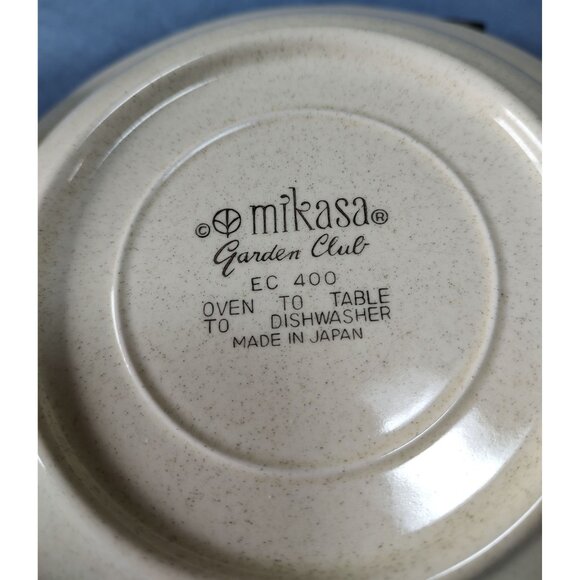 © mikasa®
Garden Club
EC 400
OVEN TO TABLE
TO DISHWASHER
MADE IN JAPAN